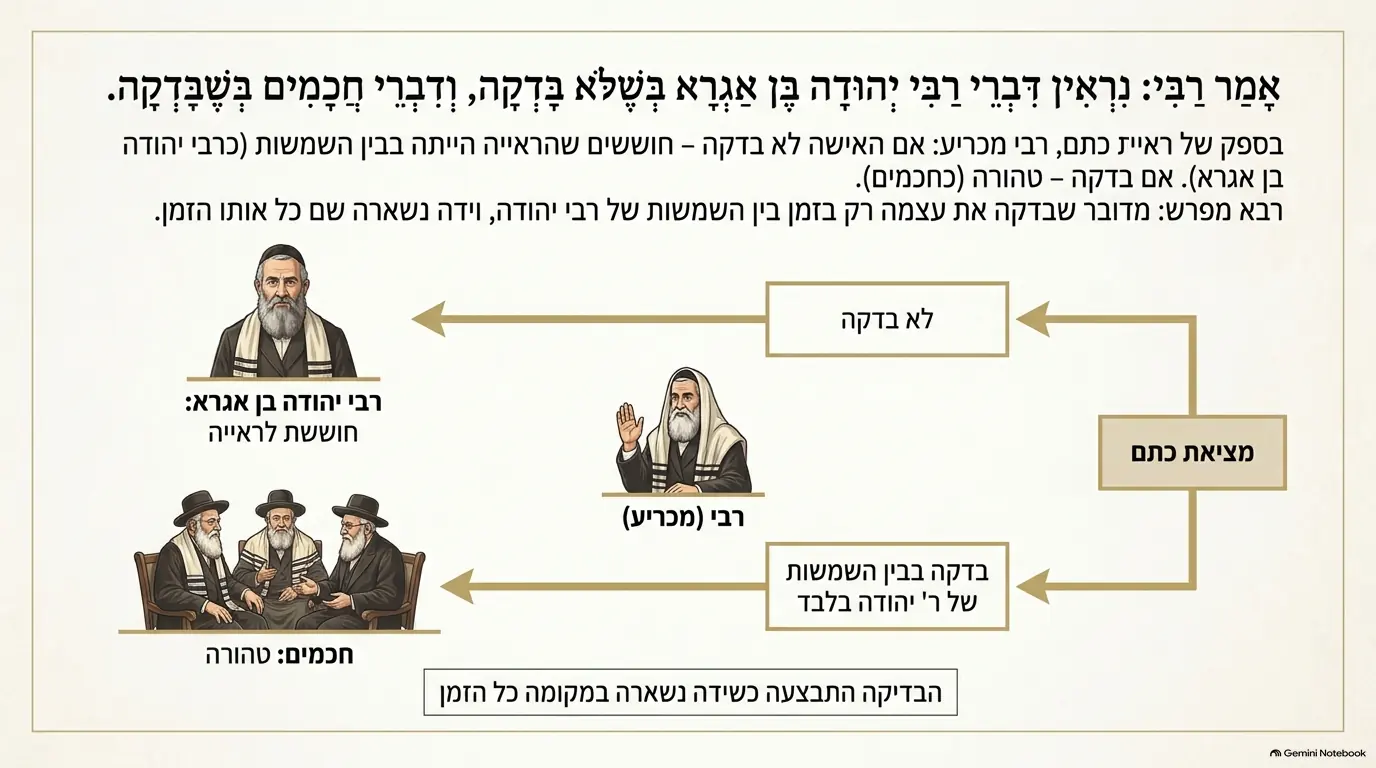 אָמַר רַבִּי: נִרְאִין דִּבְרֵי רַבִּי יְהוּדָה בֶּן אַגְרָא בְּשֶׁלֹּא בָּדְקָה, וְדִבְרֵי חֲכָמִים בְּשֶׁבָּדְקָה.
בספק של ראיית כתם, רבי מכריע: אם האישה לא בדקה – חוששים שהראייה הייתה בבין השמשות (כרבי יהודה
בן אגרא). אם בדקה – טהורה (כחכמים).
רבא מפרש: מדובר שבדקה את עצמה רק בזמן בין השמשות של רבי יהודה, וידה נשארה שם כל אותו הזמן.
מציאת כתם
לא בדקה
רבי יהודה בן אגרא:
חוששת לראייה
רבי (מכריע)
בדקה בבין השמשות
של ר' יהודה בלבד
חכמים: טהורה
הבדיקה התבצעה כשידה נשארה במקומה כל הזמן
Gemini Notebook